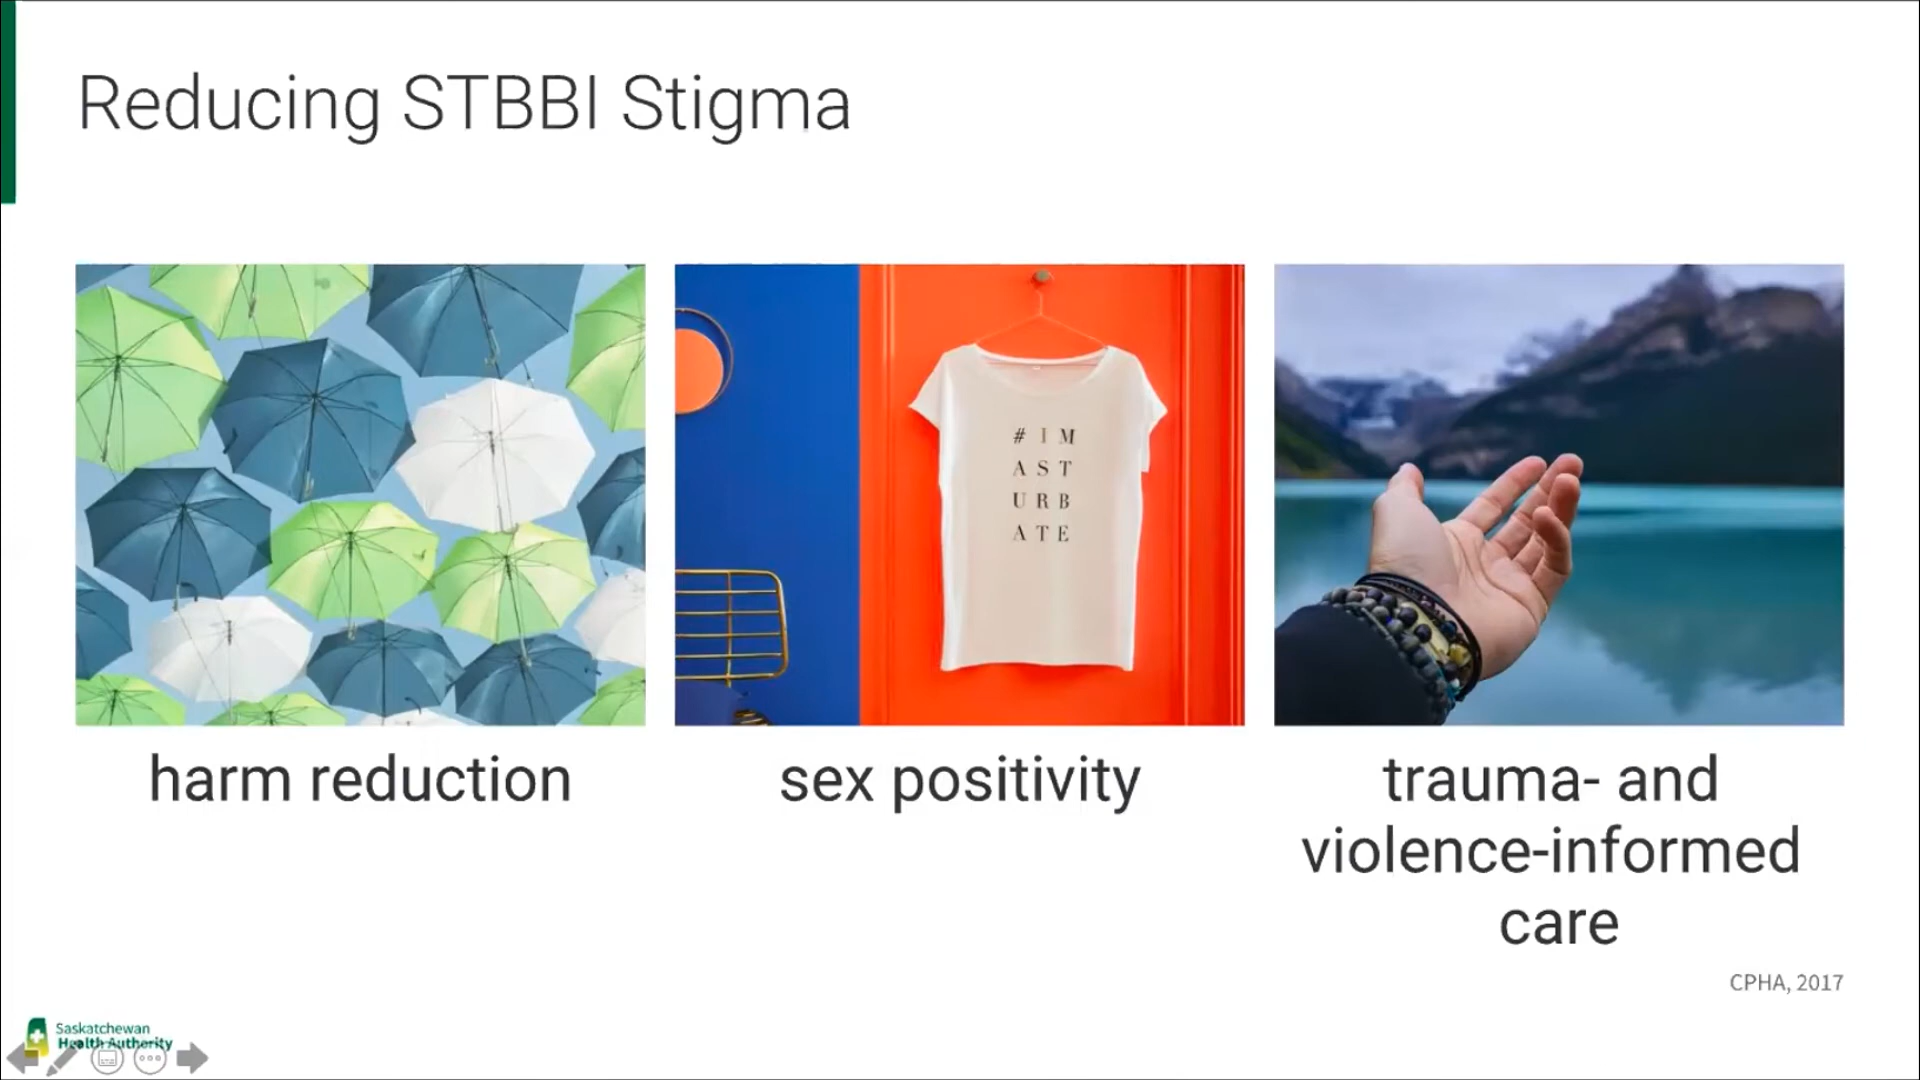 Reducing STBBI Stigma
# I M
A S T
U R B
A T E
harm reduction
sex positivity
trauma- and
violence-informed
care
CPHA, 2017
Saskatchewan
Health Authority